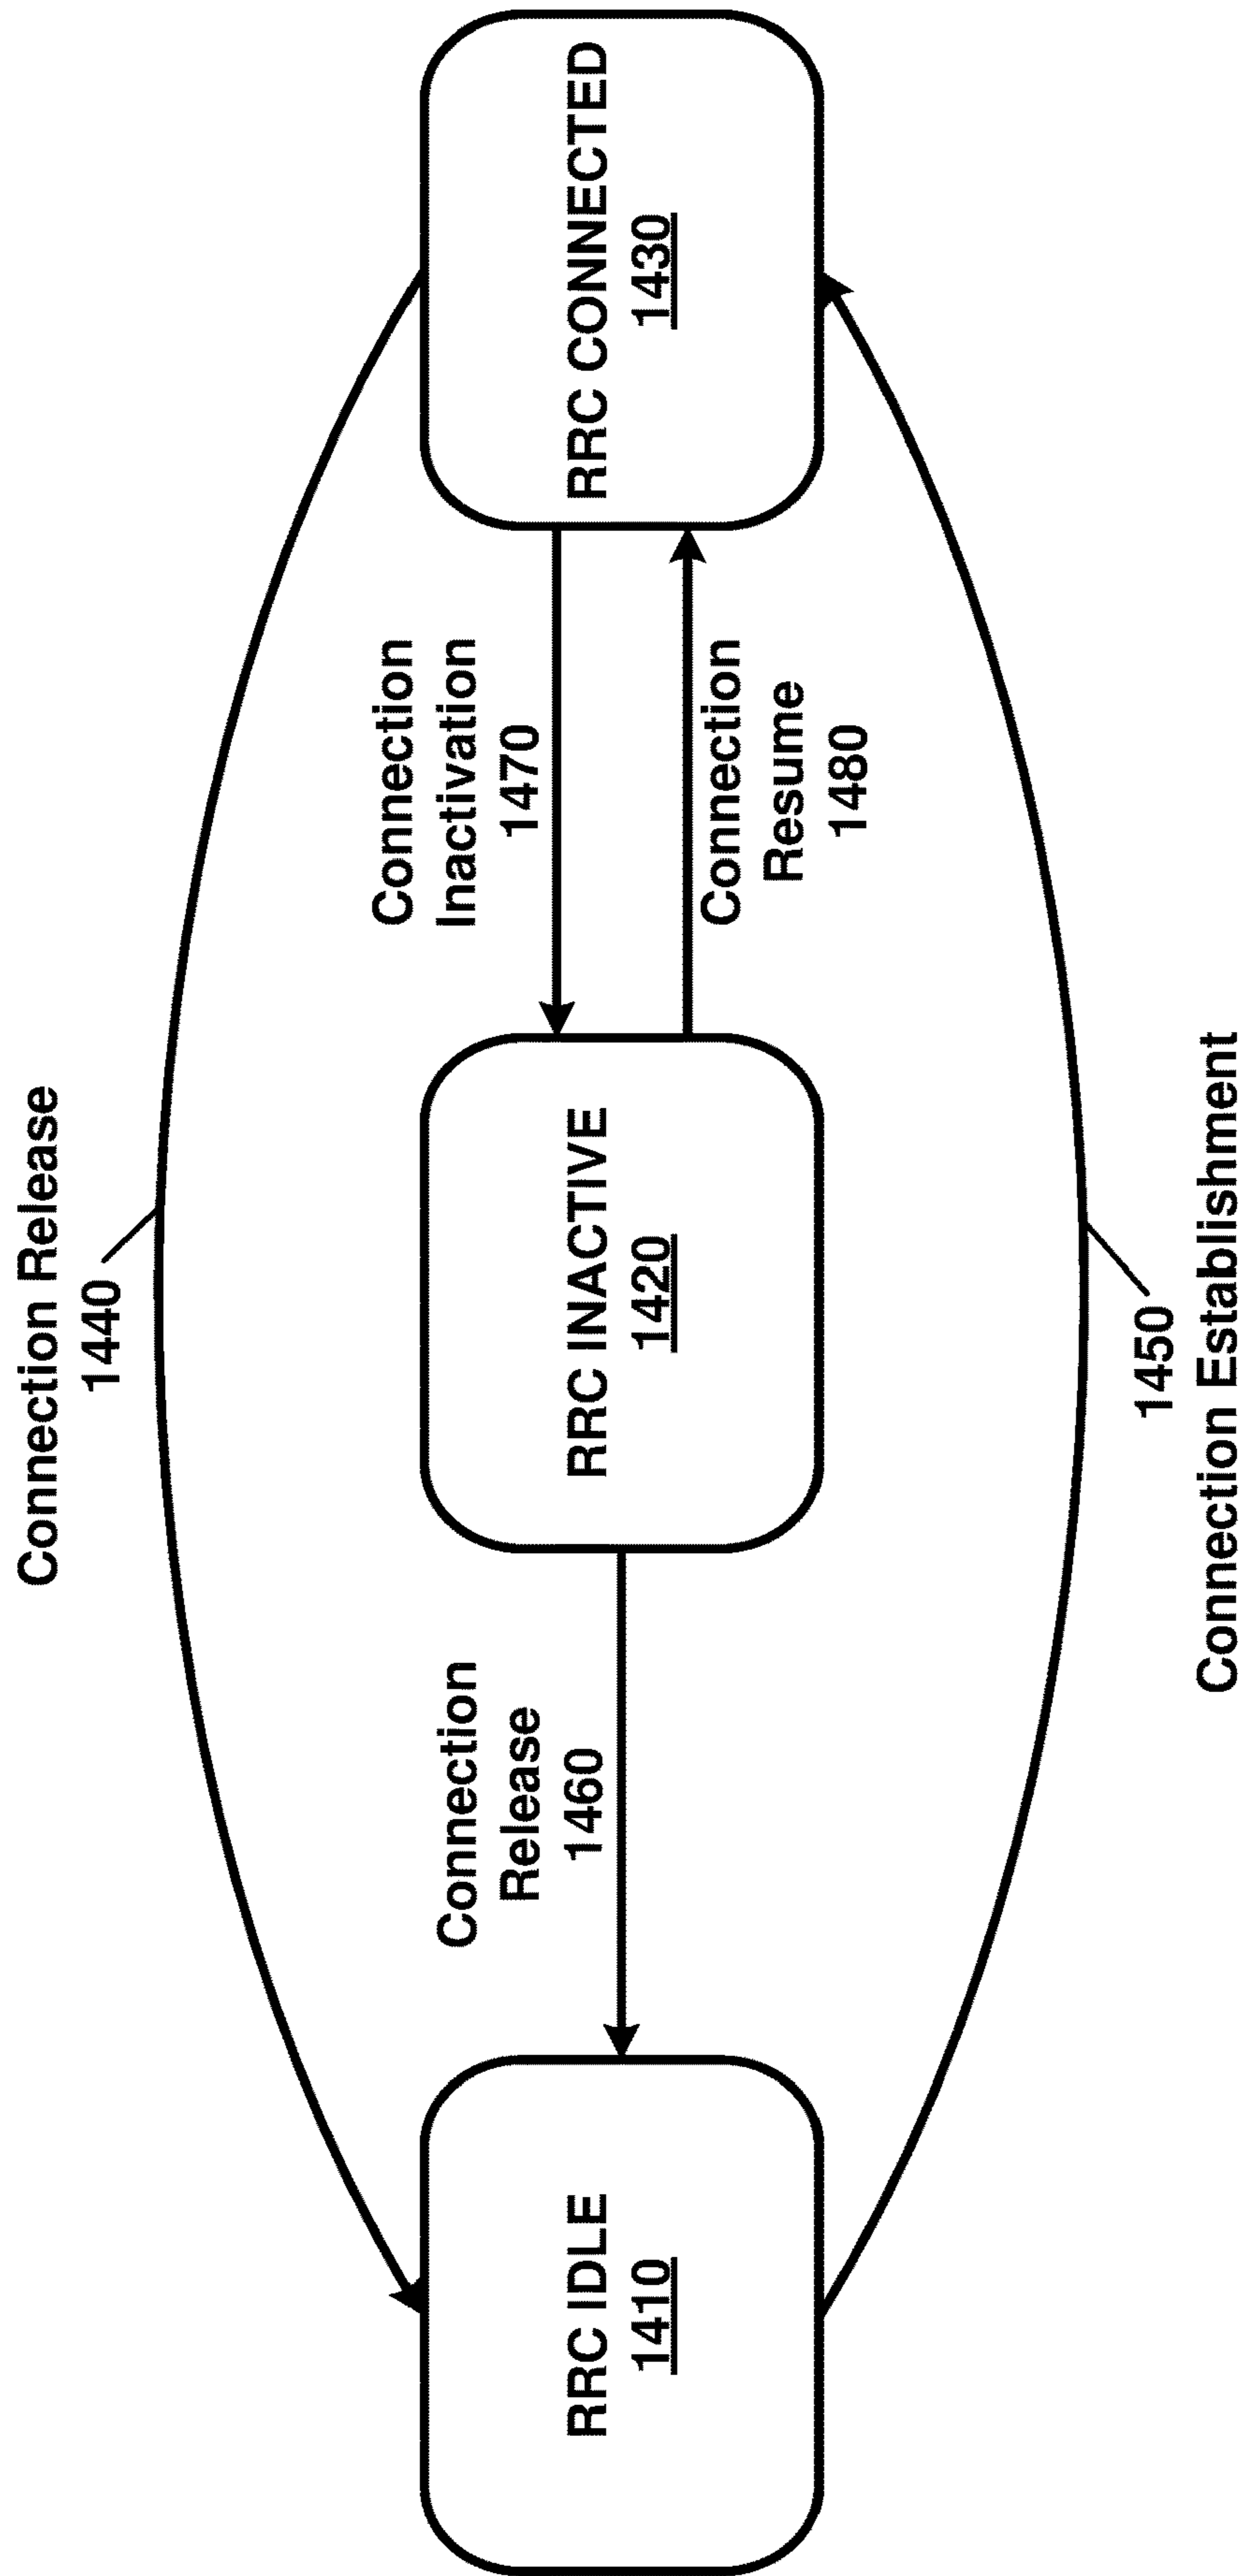 Connection Release
1440
Connection
Release
1460
Connection
Inactivation
1470
RRC IDLE
1410
RRC INACTIVE
1420
RRC CONNECTED
1430
Connection
Resume
1480
1450
Connection Establishment